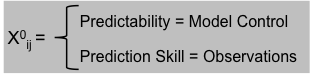 Predictability = Model Control
X⁰ᵢⱼ =
Prediction Skill = Observations